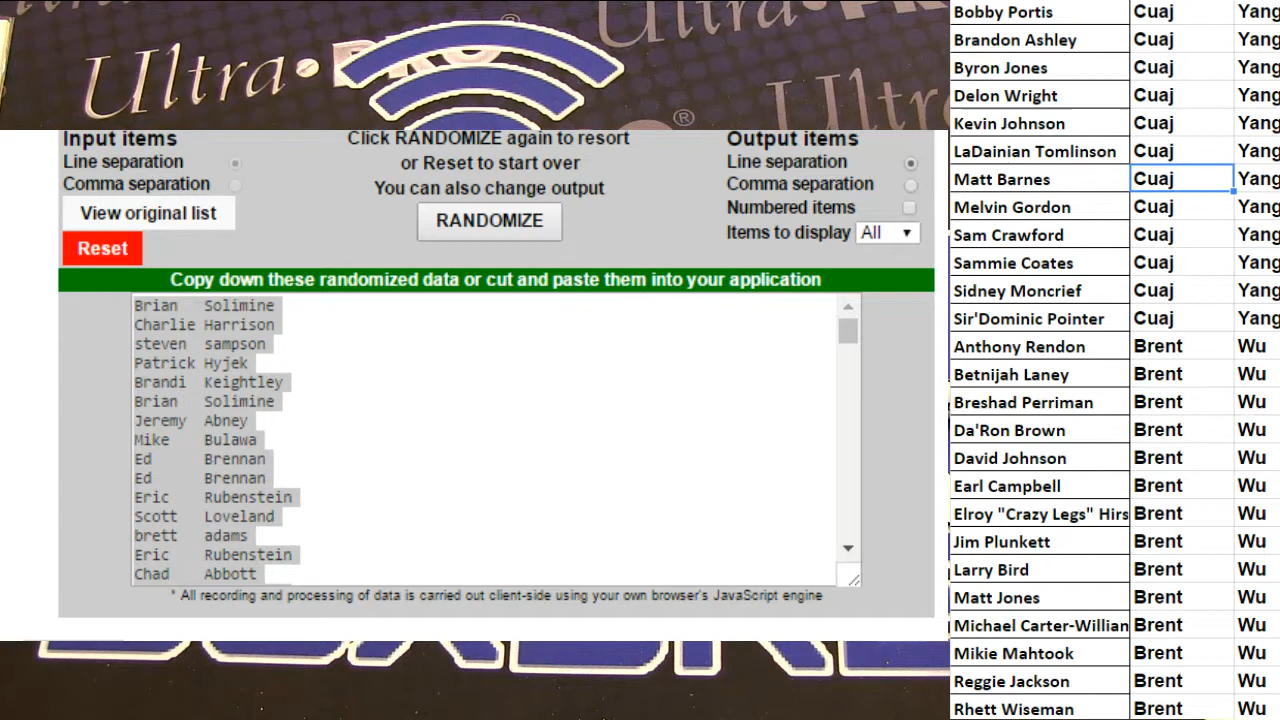 Ultra•PRO®
Ultra
Ultra
®
Input items
Line separation
Comma separation
View original list
Reset
Click RANDOMIZE again to resort
or Reset to start over
You can also change output
RANDOMIZE
Output items
Line separation
Comma separation
Numbered items
Items to display All
Copy down these randomized data or cut and paste them into your application
Brian Solimine
Charlie Harrison
steven sampson
Patrick Hyjek
Brandi Keightley
Brian Solimine
Jeremy Abney
Mike Bulawa
Ed Brennan
Ed Brennan
Eric Rubenstein
Scott Loveland
brett adams
Eric Rubenstein
Chad Abbott
* All recording and processing of data is carried out client-side using your own browser's JavaScript engine
Bobby Portis Cuaj Yang
Brandon Ashley Cuaj Yang
Byron Jones Cuaj Yang
Delon Wright Cuaj Yang
Kevin Johnson Cuaj Yang
LaDainian Tomlinson Cuaj Yang
Matt Barnes Cuaj Yang
Melvin Gordon Cuaj Yang
Sam Crawford Cuaj Yang
Sammie Coates Cuaj Yang
Sidney Moncrief Cuaj Yang
Sir'Dominic Pointer Cuaj Yang
Anthony Rendon Brent Wu
Betnijah Laney Brent Wu
Breshad Perriman Brent Wu
Da'Ron Brown Brent Wu
David Johnson Brent Wu
Earl Campbell Brent Wu
Elroy "Crazy Legs" Hirs Brent Wu
Jim Plunkett Brent Wu
Larry Bird Brent Wu
Matt Jones Brent Wu
Michael Carter-Willian Brent Wu
Mikie Mahtook Brent Wu
Reggie Jackson Brent Wu
Rhett Wiseman Brent Wu